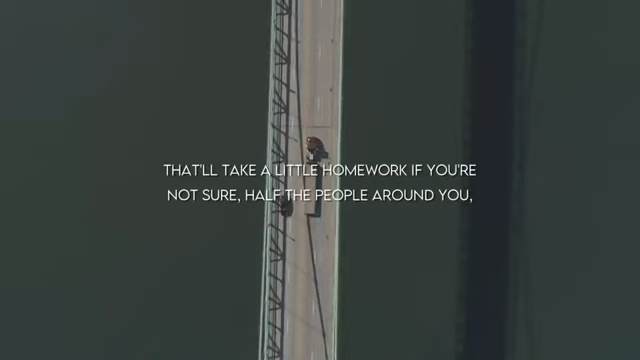 THAT'LL TAKE A LITTLE HOMEWORK IF YOU'RE
NOT SURE, HALF THE PEOPLE AROUND YOU,